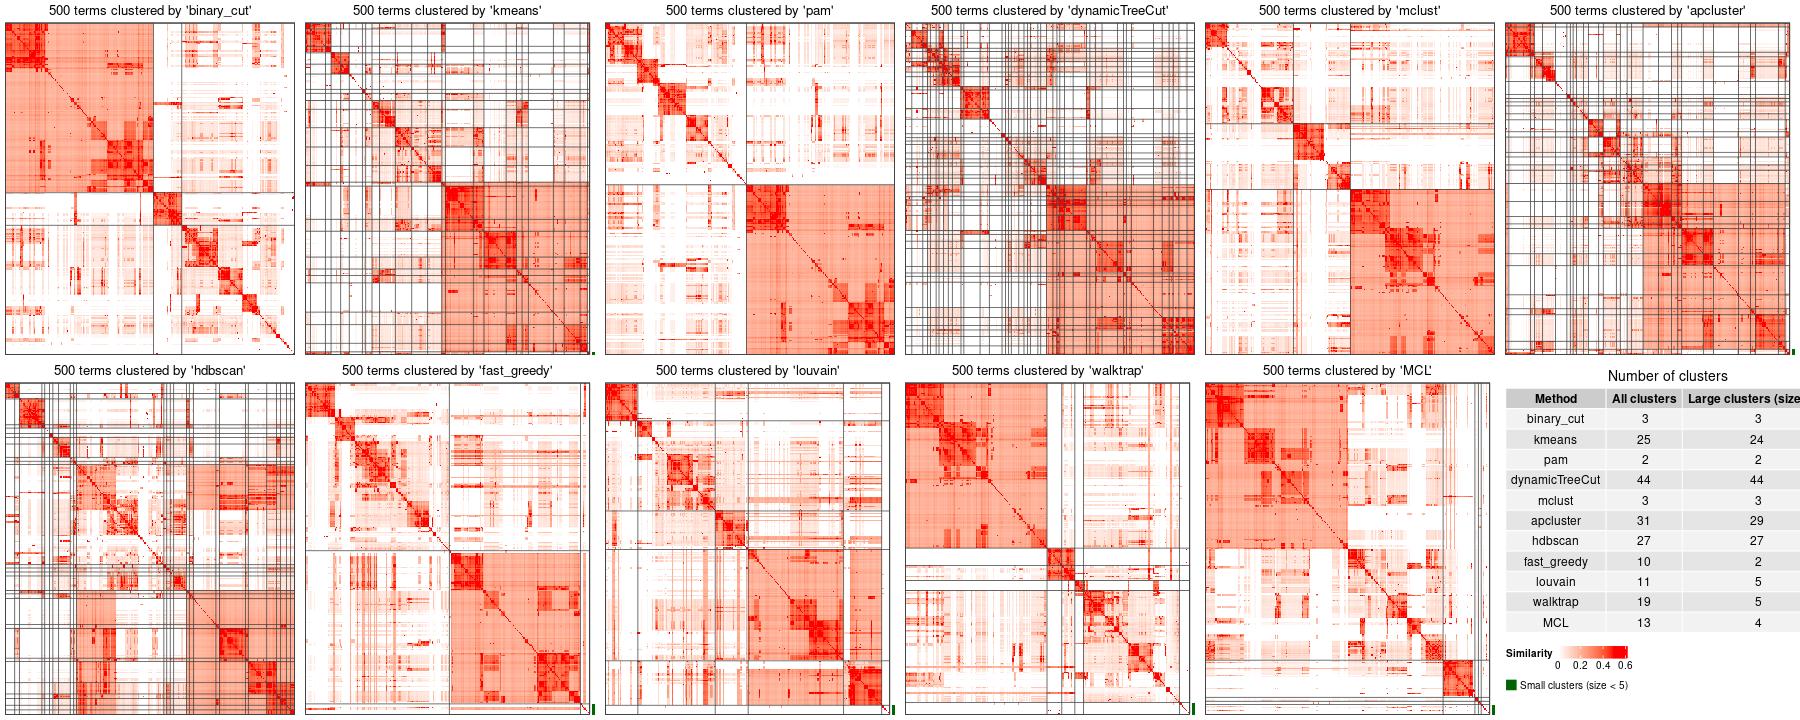 500 terms clustered by 'binary_cut'
500 terms clustered by 'kmeans'
500 terms clustered by 'pam'
500 terms clustered by 'dynamicTreeCut'
500 terms clustered by 'mclust'
500 terms clustered by 'apcluster'
500 terms clustered by 'hdbscan'
500 terms clustered by 'fast_greedy'
500 terms clustered by 'louvain'
500 terms clustered by 'walktrap'
500 terms clustered by 'MCL'
Number of clusters
Method All clusters Large clusters (size
binary_cut 3 3
kmeans 25 24
pam 2 2
dynamicTreeCut 44 44
mclust 3 3
apcluster 31 29
hdbscan 27 27
fast_greedy 10 2
louvain 11 5
walktrap 19 5
MCL 13 4
Similarity
0 0.2 0.4 0.6
Small clusters (size < 5)